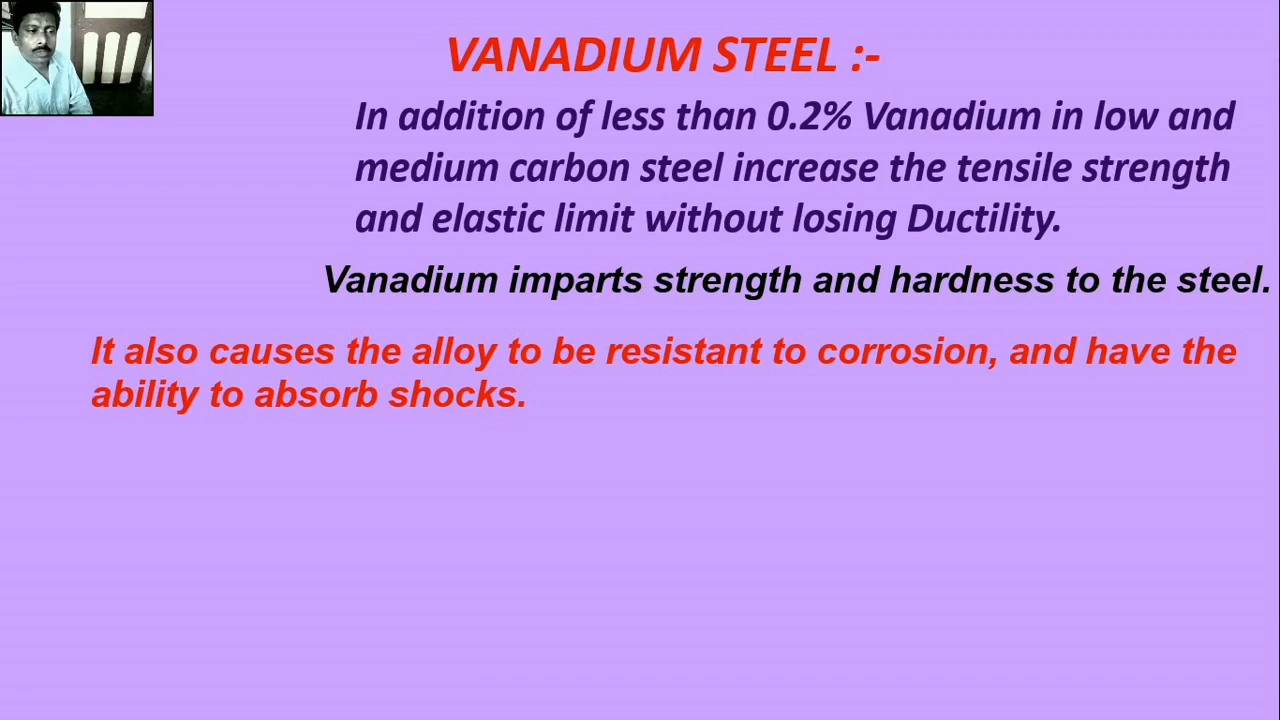 VANADIUM STEEL :-
In addition of less than 0.2% Vanadium in low and
medium carbon steel increase the tensile strength
and elastic limit without losing Ductility.
Vanadium imparts strength and hardness to the steel.
It also causes the alloy to be resistant to corrosion, and have the
ability to absorb shocks.